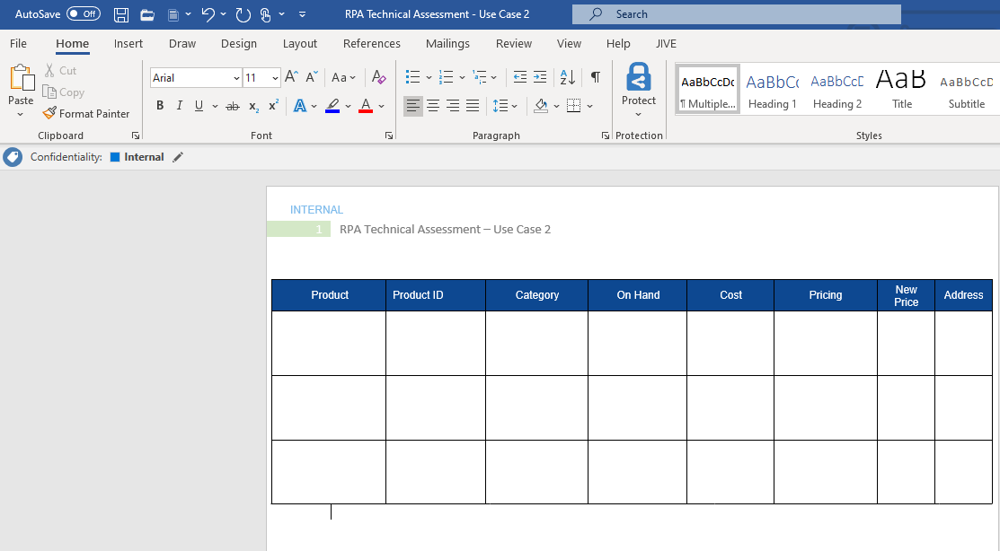 AutoSave Off RPA Technical Assessment - Use Case 2 Search
File Home Insert Draw Design Layout References Mailings Review View Help JIVE
Paste
Cut
Copy
Format Painter
Clipboard
Arial 11 Aa
B I U ab x₂ x² A A
Font
Paragraph
Protect
Protection
AaBbCcDc AaBbCc AaBbCcD AaB AaBbCcD
¶ Multiple... Heading 1 Heading 2 Title Subtitle
Styles
Confidentiality: Internal
INTERNAL
1 RPA Technical Assessment – Use Case 2
Product Product ID Category On Hand Cost Pricing New Price Address